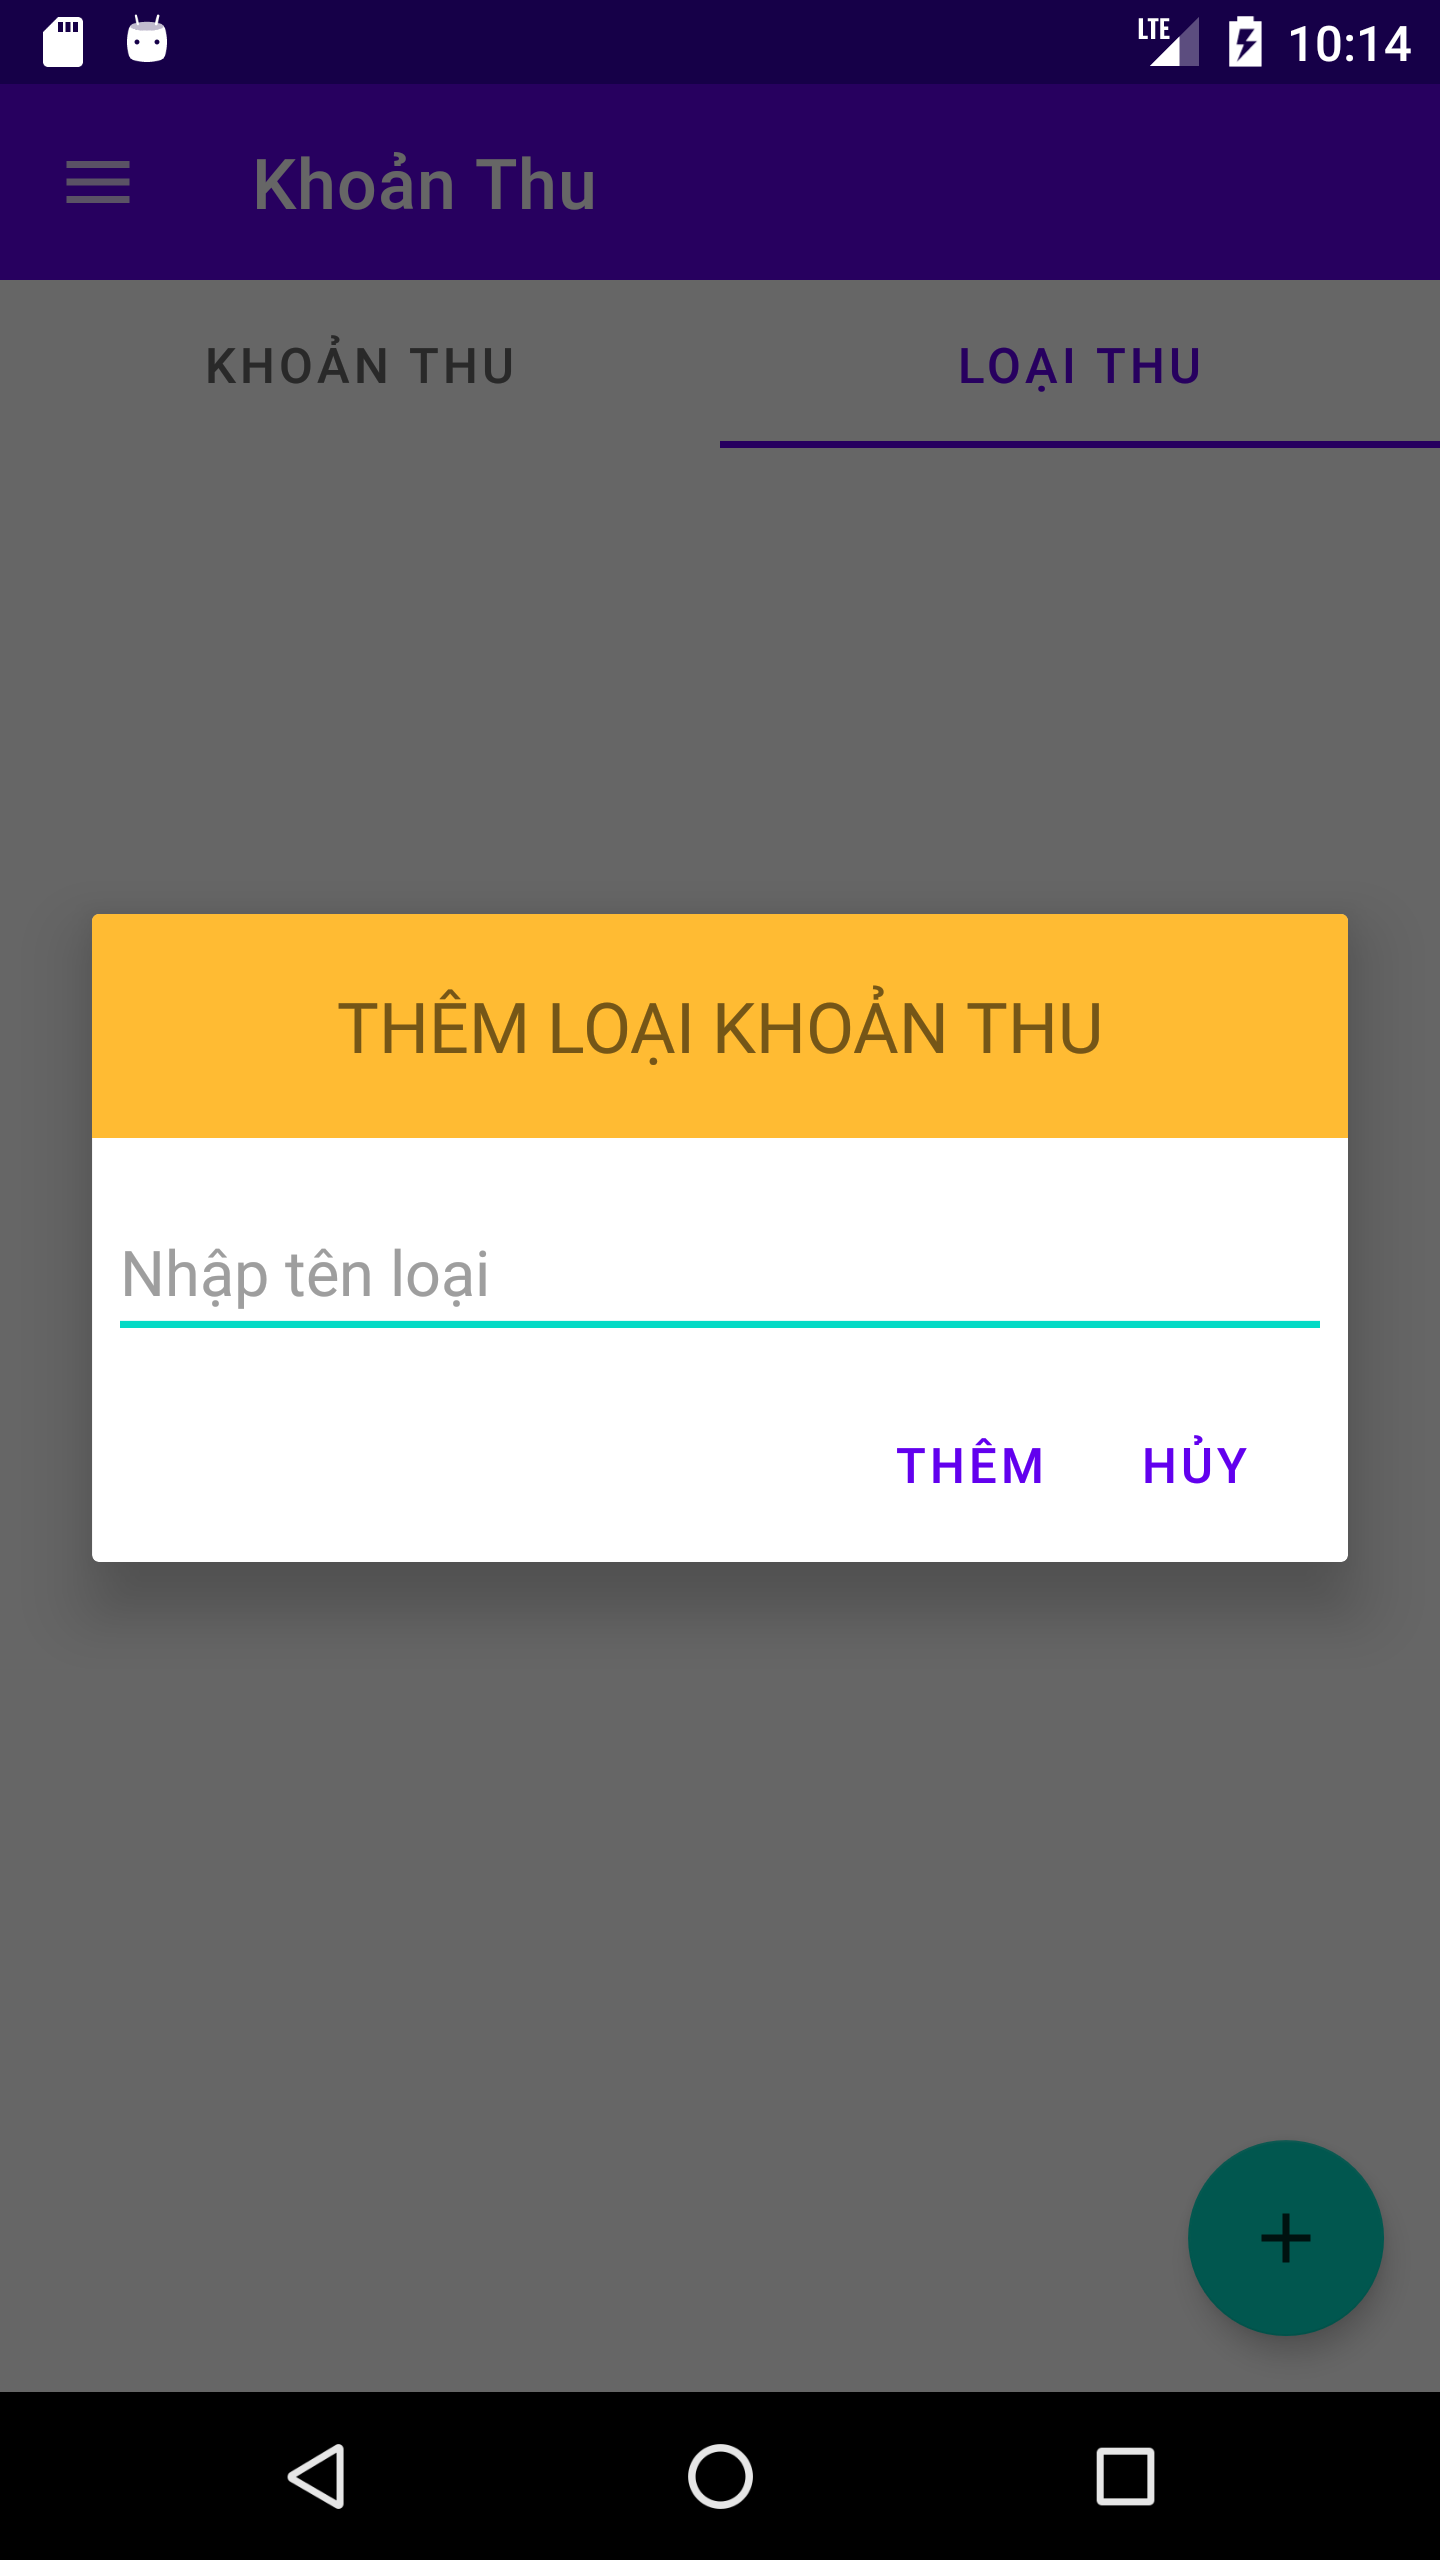 LTE 10:14
Khoản Thu
KHOẢN THU LOẠI THU
THÊM LOẠI KHOẢN THU
Nhập tên loại
THÊM HỦY